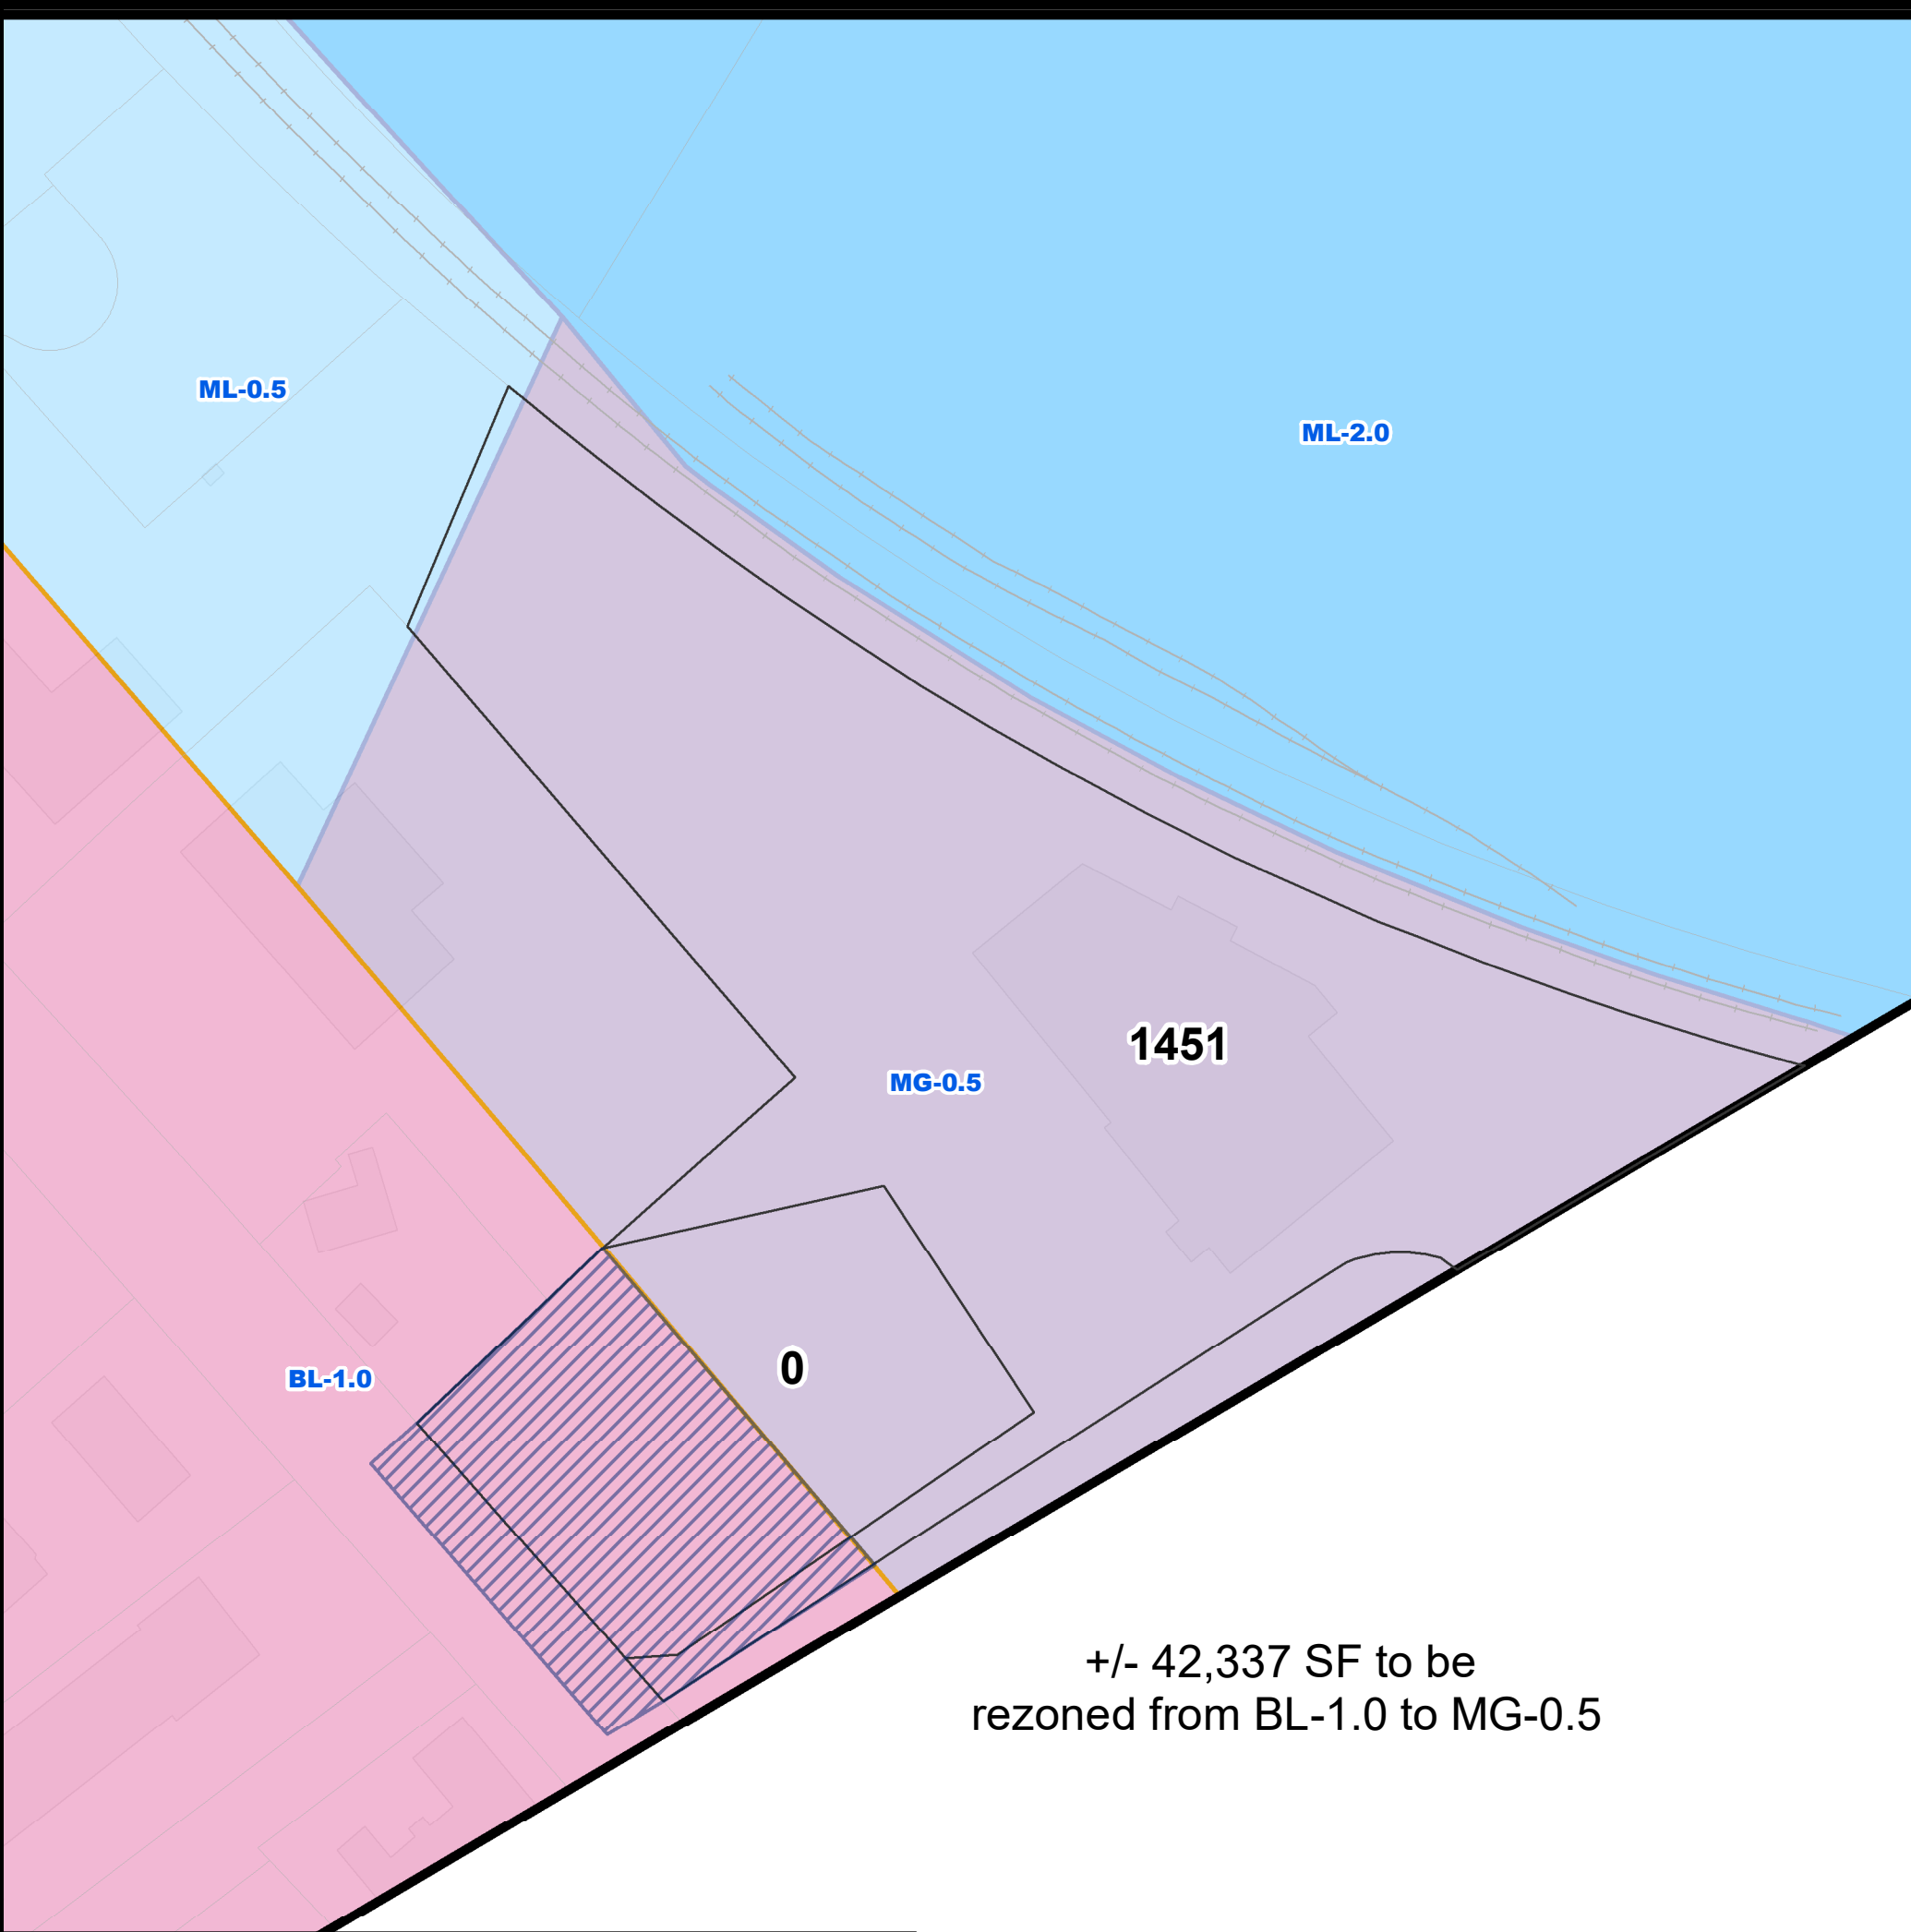 ML-0.5
ML-2.0
1451
MG-0.5
0
BL-1.0
+/- 42,337 SF to be
rezoned from BL-1.0 to MG-0.5